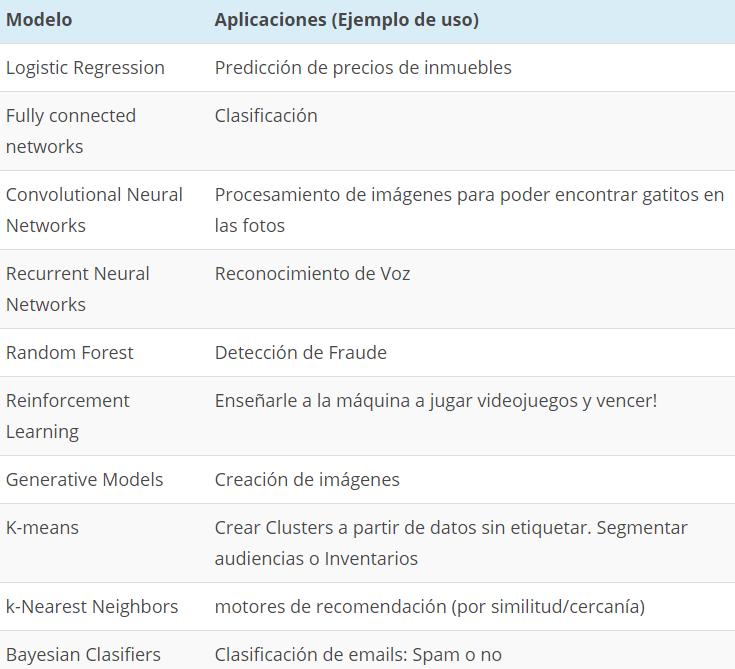 Modelo Aplicaciones (Ejemplo de uso)
Logistic Regression Predicción de precios de inmuebles
Fully connected Clasificación
networks
Convolutional Neural Procesamiento de imágenes para poder encontrar gatitos en
Networks las fotos
Recurrent Neural Reconocimiento de Voz
Networks
Random Forest Detección de Fraude
Reinforcement Enseñarle a la máquina a jugar videojuegos y vencer!
Learning
Generative Models Creación de imágenes
K-means Crear Clusters a partir de datos sin etiquetar. Segmentar
audiencias o Inventarios
k-Nearest Neighbors motores de recomendación (por similitud/cercanía)
Bayesian Clasifiers Clasificación de emails: Spam o no